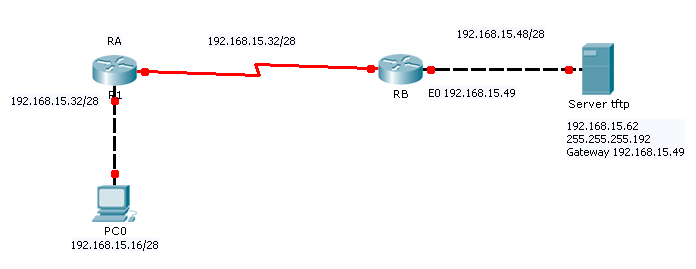 RA
192.168.15.32/28
192.168.15.48/28
192.168.15.32/28
R1
RB
E0 192.168.15.49
Server tftp
192.168.15.62
255.255.255.192
Gateway 192.168.15.49
PC0
192.168.15.16/28